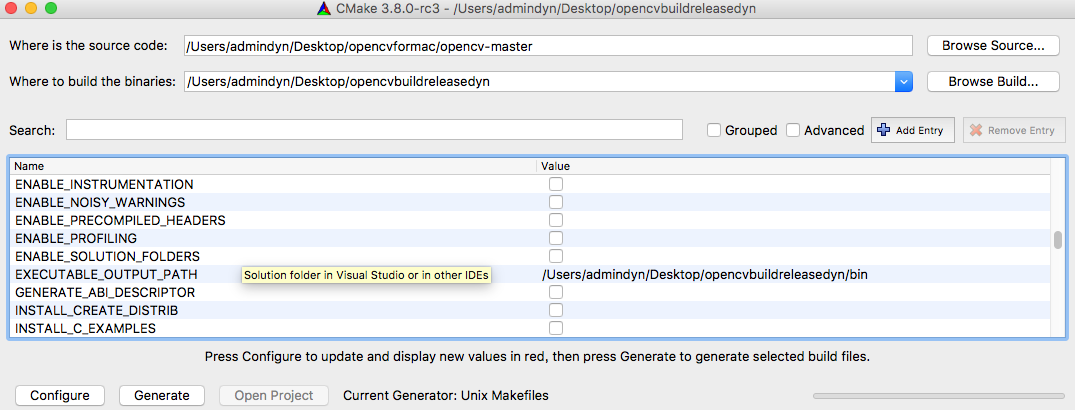 CMake 3.8.0-rc3 - /Users/admindyn/Desktop/opencvbuildreleasedyn
Where is the source code: /Users/admindyn/Desktop/opencvformac/opencv-master Browse Source...
Where to build the binaries: /Users/admindyn/Desktop/opencvbuildreleasedyn Browse Build...
Search: Grouped Advanced Add Entry Remove Entry
Name Value
ENABLE_INSTRUMENTATION
ENABLE_NOISY_WARNINGS
ENABLE_PRECOMPILED_HEADERS
ENABLE_PROFILING
ENABLE_SOLUTION_FOLDERS
EXECUTABLE_OUTPUT_PATH Solution folder in Visual Studio or in other IDEs /Users/admindyn/Desktop/opencvbuildreleasedyn/bin
GENERATE_ABI_DESCRIPTOR
INSTALL_CREATE_DISTRIB
INSTALL_C_EXAMPLES
Press Configure to update and display new values in red, then press Generate to generate selected build files.
Configure Generate Open Project Current Generator: Unix Makefiles